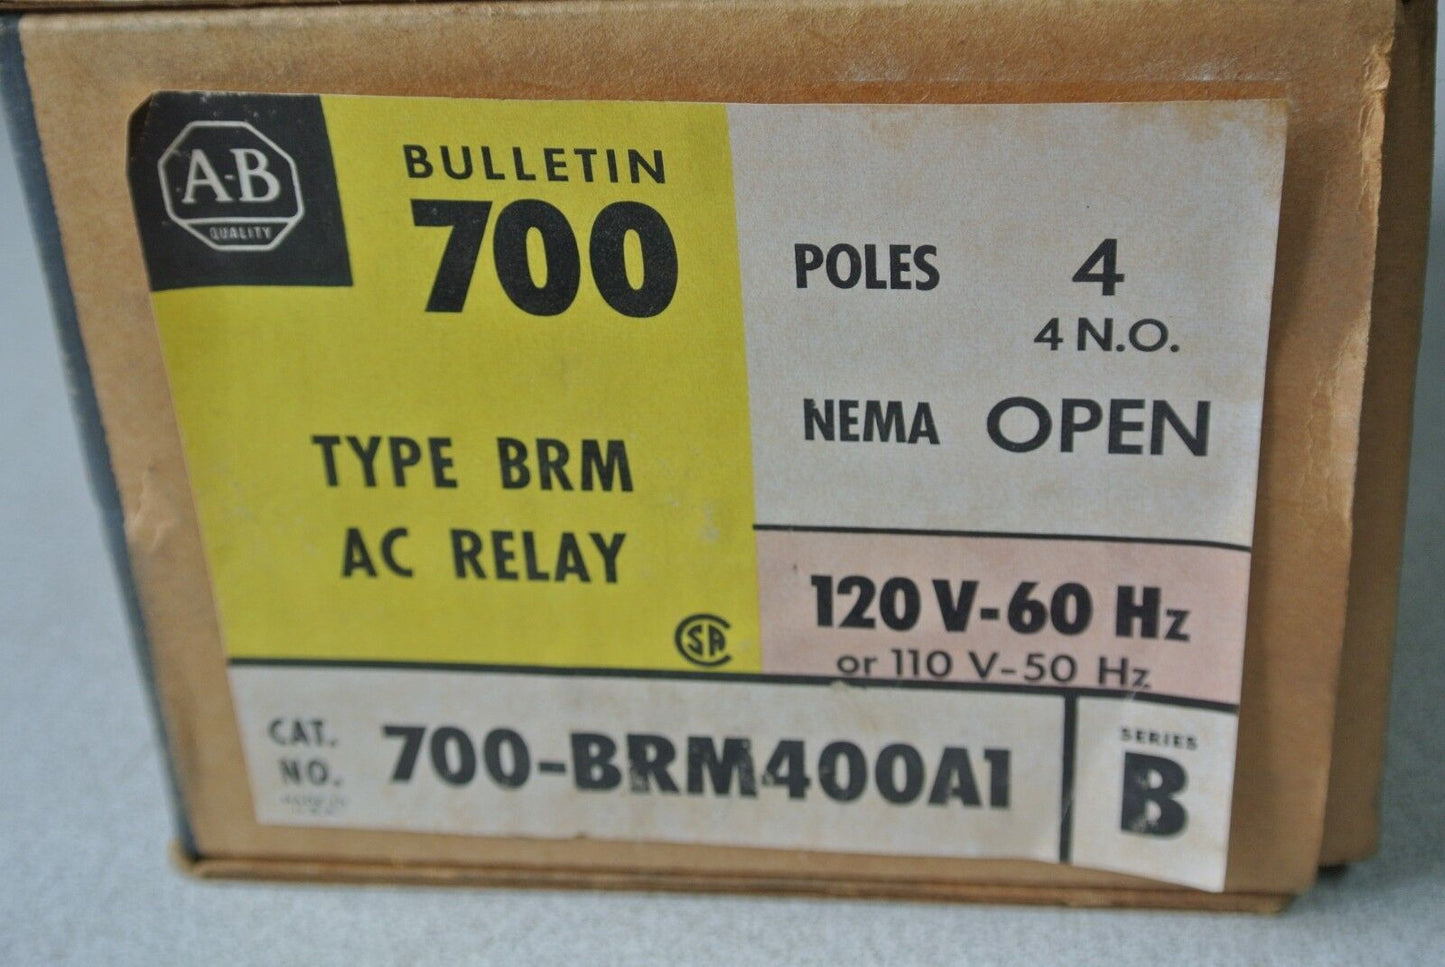 A-B
QUALITY
BULLETIN
700
TYPE BRM
AC RELAY
CSA
POLES 4
4 N.O.
NEMA OPEN
120 V-60 Hz
or 110 V-50 Hz
CAT.
NO. 700-BRM400A1
SERIES
B